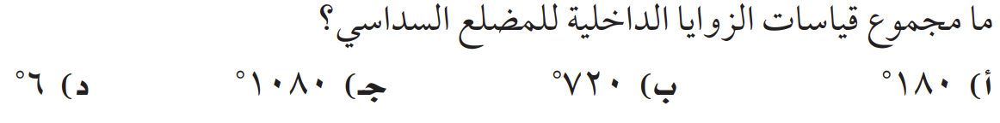 ما مجموع قياسات الزوايا الداخلية للمضلع السداسي؟
أ) ١٨٠° ب) ٧٢٠° جـ) ١٠٨٠° د) ٦°